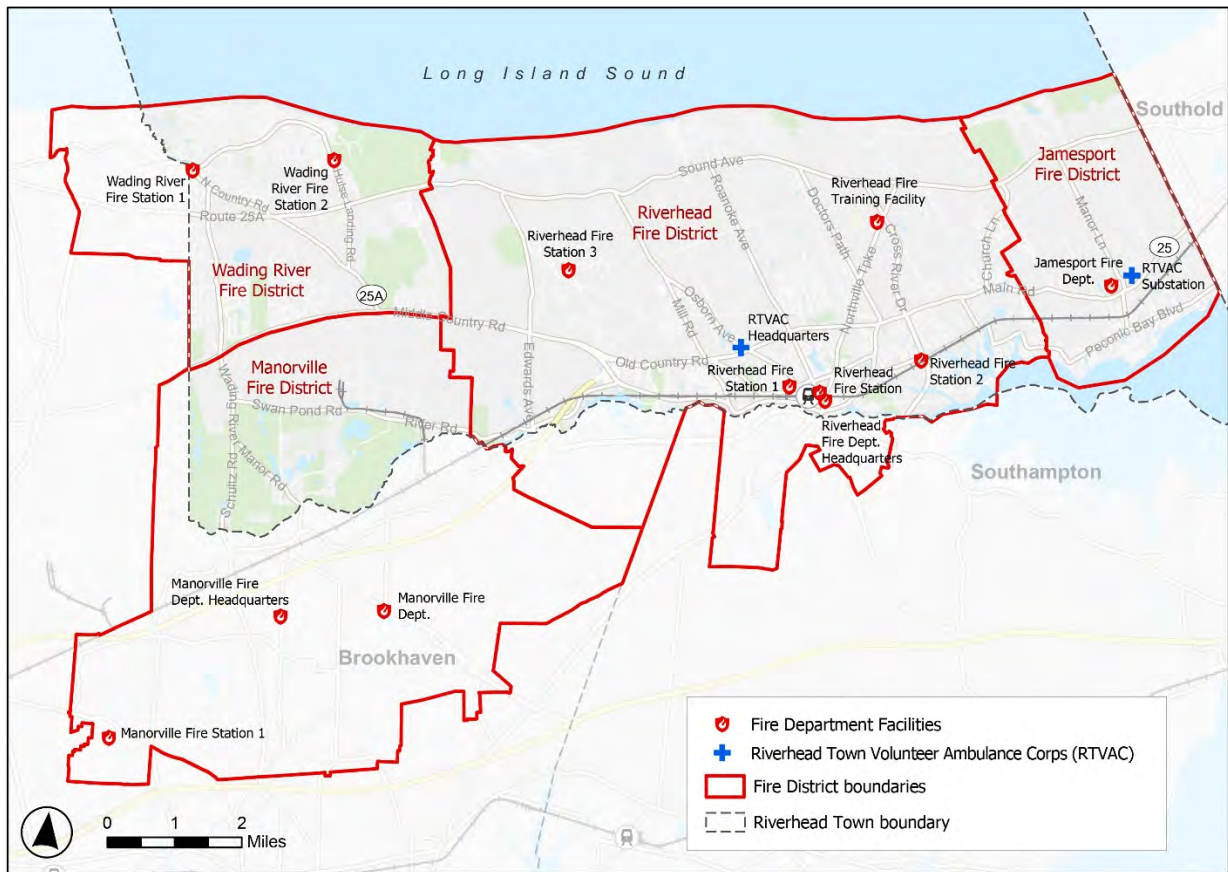 Long Island Sound
Southold
Jamesport
Fire District
Wading River
Fire Station 1
Wading
River Fire
Station 2
N Country Rd
Hulse Landing Rd
Route 25A
Sound Ave
Roanoke Ave
Doctors Path
Riverhead Fire
Training Facility
Riverhead
Fire District
Riverhead Fire
Station 3
Church Ln
Manor Ln
25
Northville Tpke
Cross River Dr
Jamesport Fire
Dept.
RTVAC
Substation
Wading River
Fire District
25A
Middle Country Rd
Main Rd
Peconic Bay Blvd
Mill Rd
Osborn Ave
RTVAC
Headquarters
Old Country Rd
Edwards Ave
Riverhead Fire
Station 1
Riverhead
Fire Station
Riverhead Fire
Station 2
Riverhead
Fire Dept.
Headquarters
Manorville
Fire District
Wading River Manor Rd
Swan Pond Rd
River Rd
Schultz Rd
Southampton
Manorville Fire
Dept. Headquarters
Manorville Fire
Dept.
Brookhaven
Manorville Fire Station 1
Fire Department Facilities
Riverhead Town Volunteer Ambulance Corps (RTVAC)
Fire District boundaries
Riverhead Town boundary
0 1 2
Miles